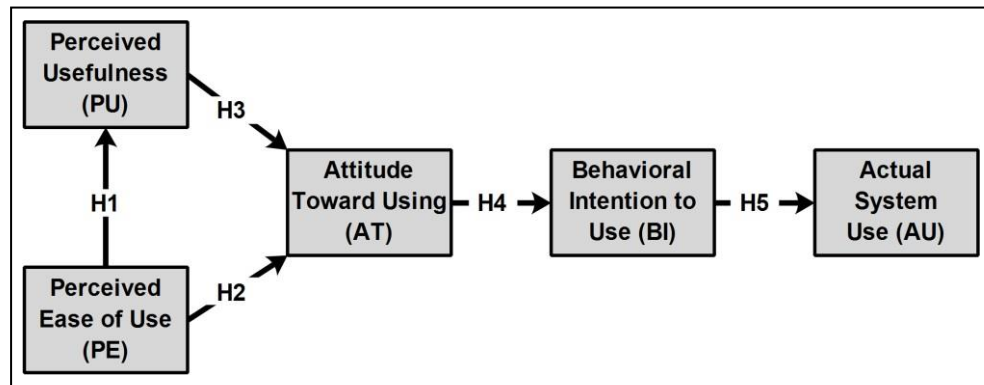 Perceived
Usefulness
(PU)
H3
Attitude
Toward Using
(AT)
H4
Behavioral
Intention to
Use (BI)
H5
Actual
System
Use (AU)
H1
Perceived
Ease of Use
(PE)
H2